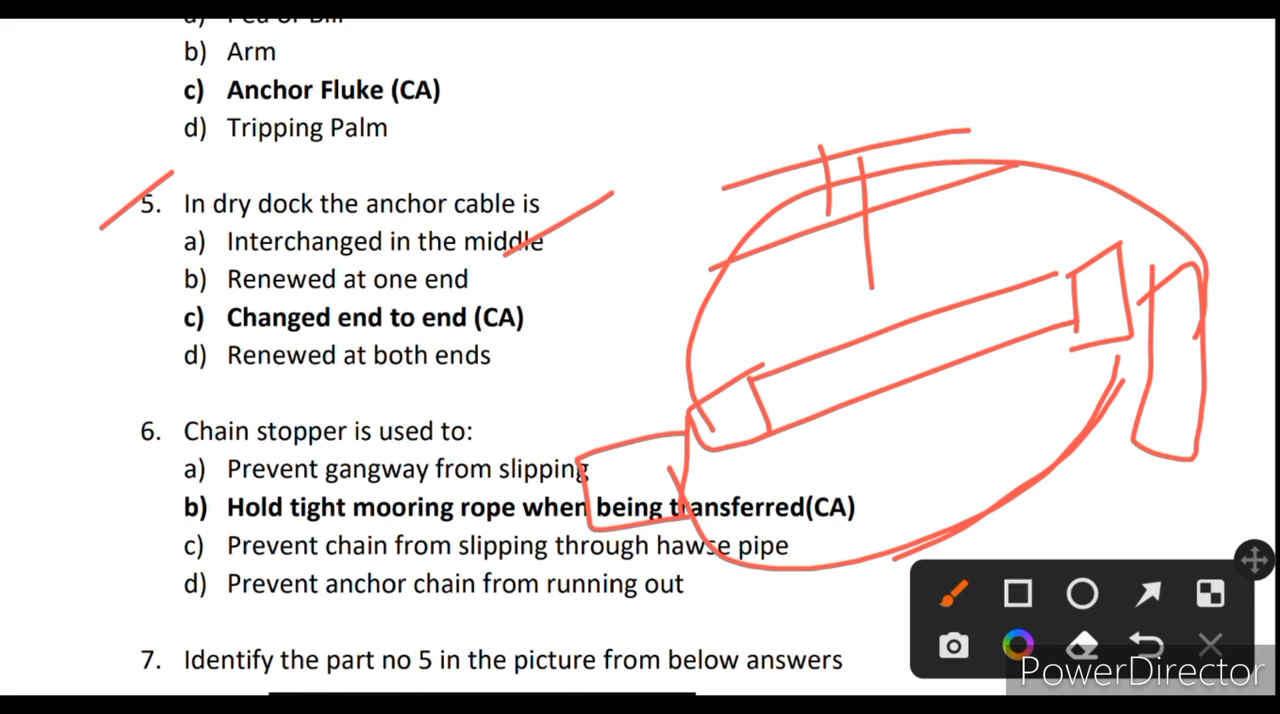 b) Arm
c) Anchor Fluke (CA)
d) Tripping Palm
5. In dry dock the anchor cable is
a) Interchanged in the middle
b) Renewed at one end
c) Changed end to end (CA)
d) Renewed at both ends
6. Chain stopper is used to:
a) Prevent gangway from slipping
b) Hold tight mooring rope when being transferred(CA)
c) Prevent chain from slipping through hawse pipe
d) Prevent anchor chain from running out
7. Identify the part no 5 in the picture from below answers
PowerDirector